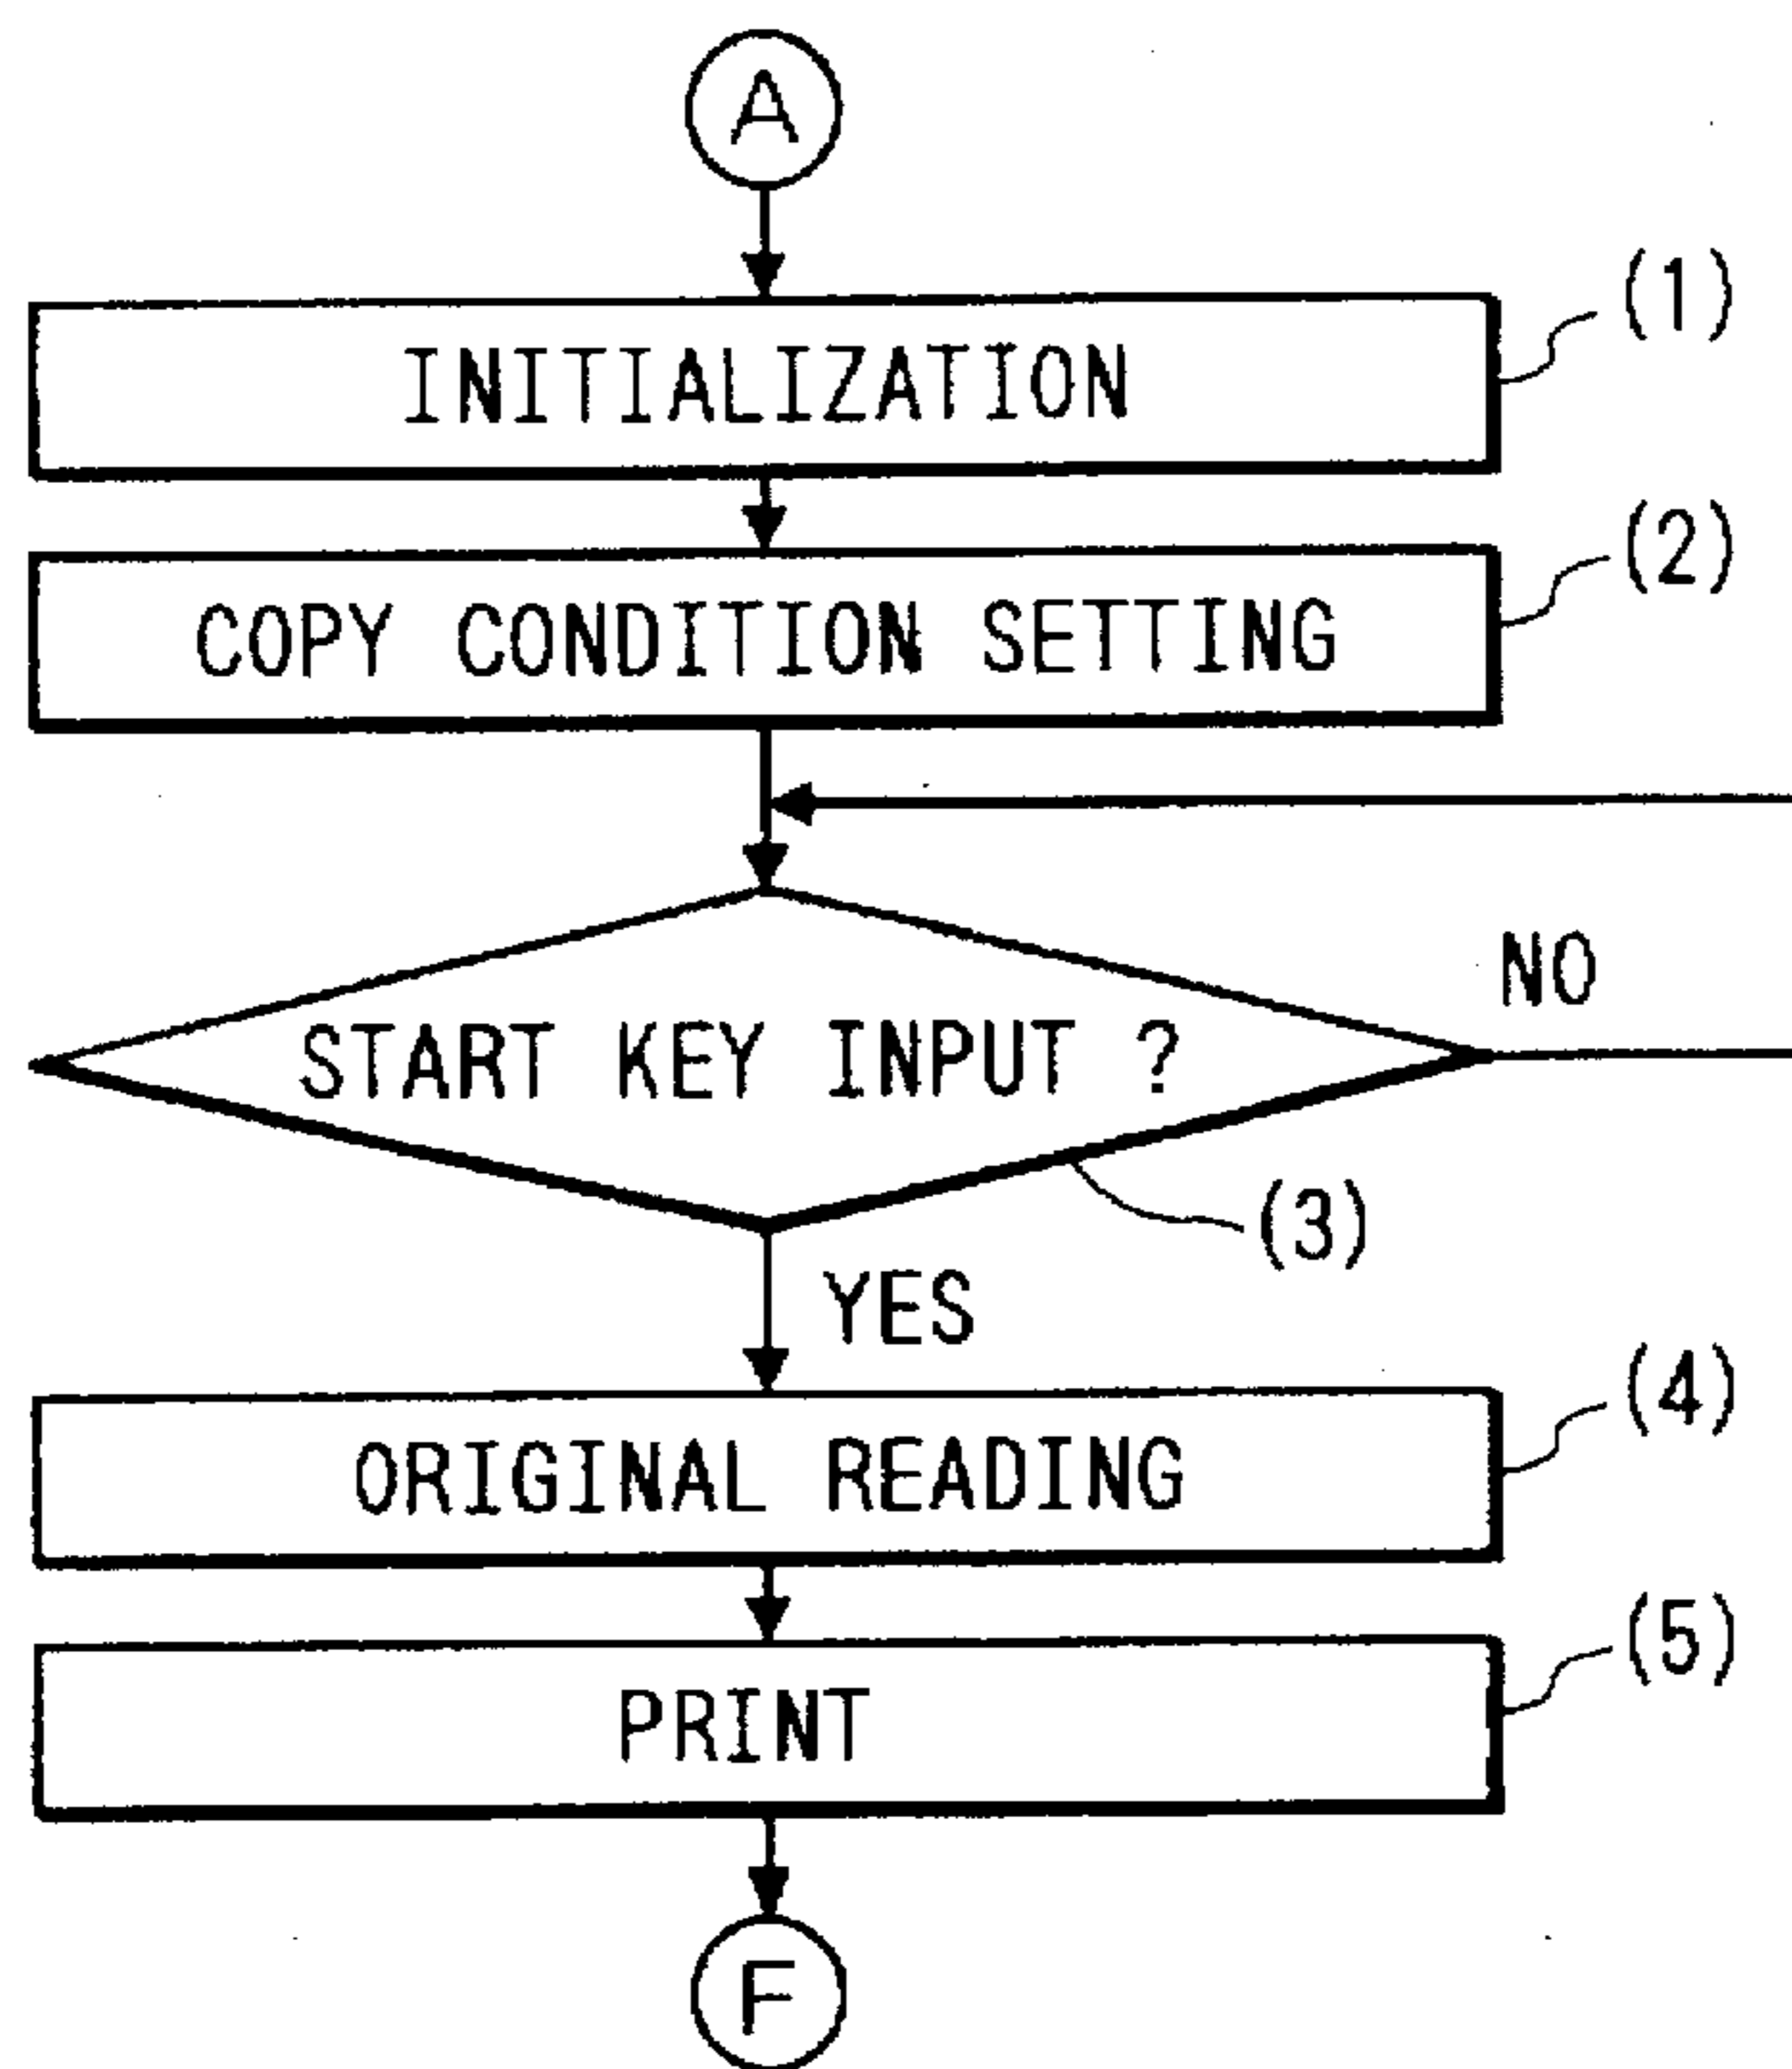 A
(1)
INITIALIZATION
(2)
COPY CONDITION SETTING
NO
START KEY INPUT ?
(3)
YES
(4)
ORIGINAL READING
(5)
PRINT
F